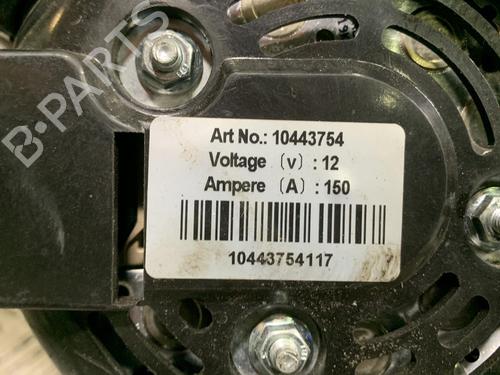 B-PARTS
Art No.: 10443754
Voltage (v) : 12
Ampere (A) : 150
10443754117